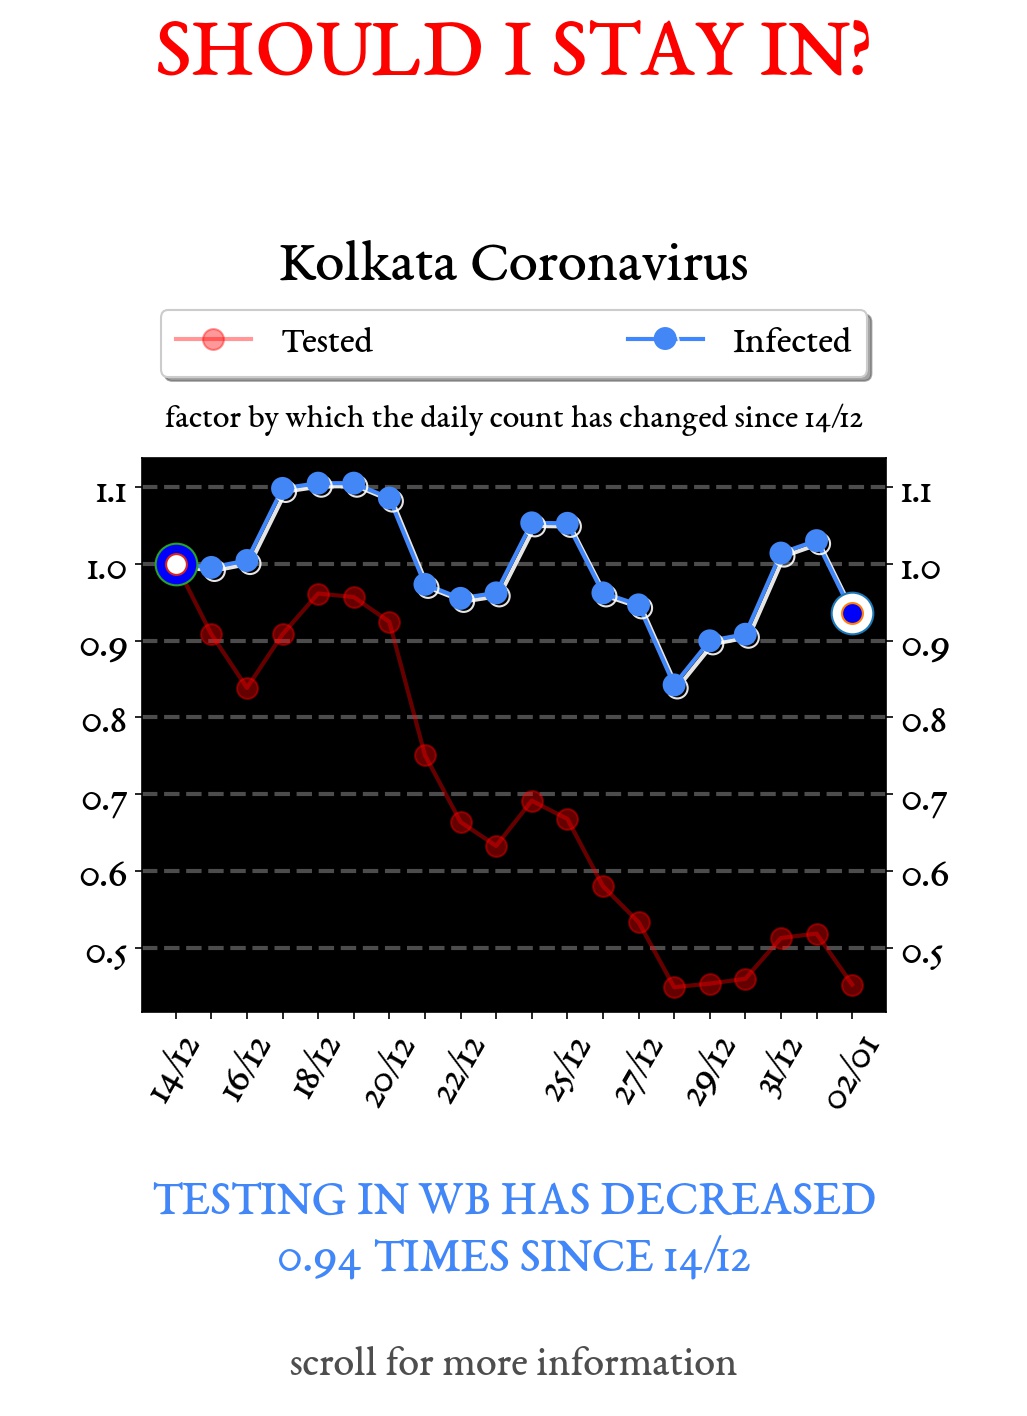 SHOULD I STAY IN?
Kolkata Coronavirus
Tested Infected
factor by which the daily count has changed since 14/12
1.1 1.1
1.0 1.0
0.9 0.9
0.8 0.8
0.7 0.7
0.6 0.6
0.5 0.5
14/12 16/12 18/12 20/12 22/12 25/12 27/12 29/12 31/12 02/01
TESTING IN WB HAS DECREASED
0.94 TIMES SINCE 14/12
scroll for more information